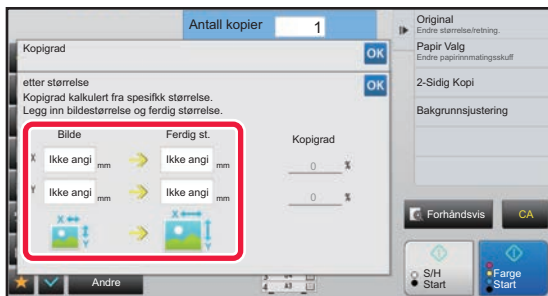 Antall kopier 1
Kopigrad OK
etter størrelse OK
Kopigrad kalkulert fra spesifkk størrelse.
Legg inn bildestørrelse og ferdig størrelse.
Bilde Ferdig st. Kopigrad
X Ikke angi mm Ikke angi mm 0 %
Y Ikke angi mm Ikke angi mm 0 %
X Y X Y
Andre
4 A3
Original
Endre størrelse/retning.
Papir Valg
Endre papirinnmatingsskuff
2-Sidig Kopi
Bakgrunnsjustering
Forhåndsvis CA
S/H
Start
Farge
Start